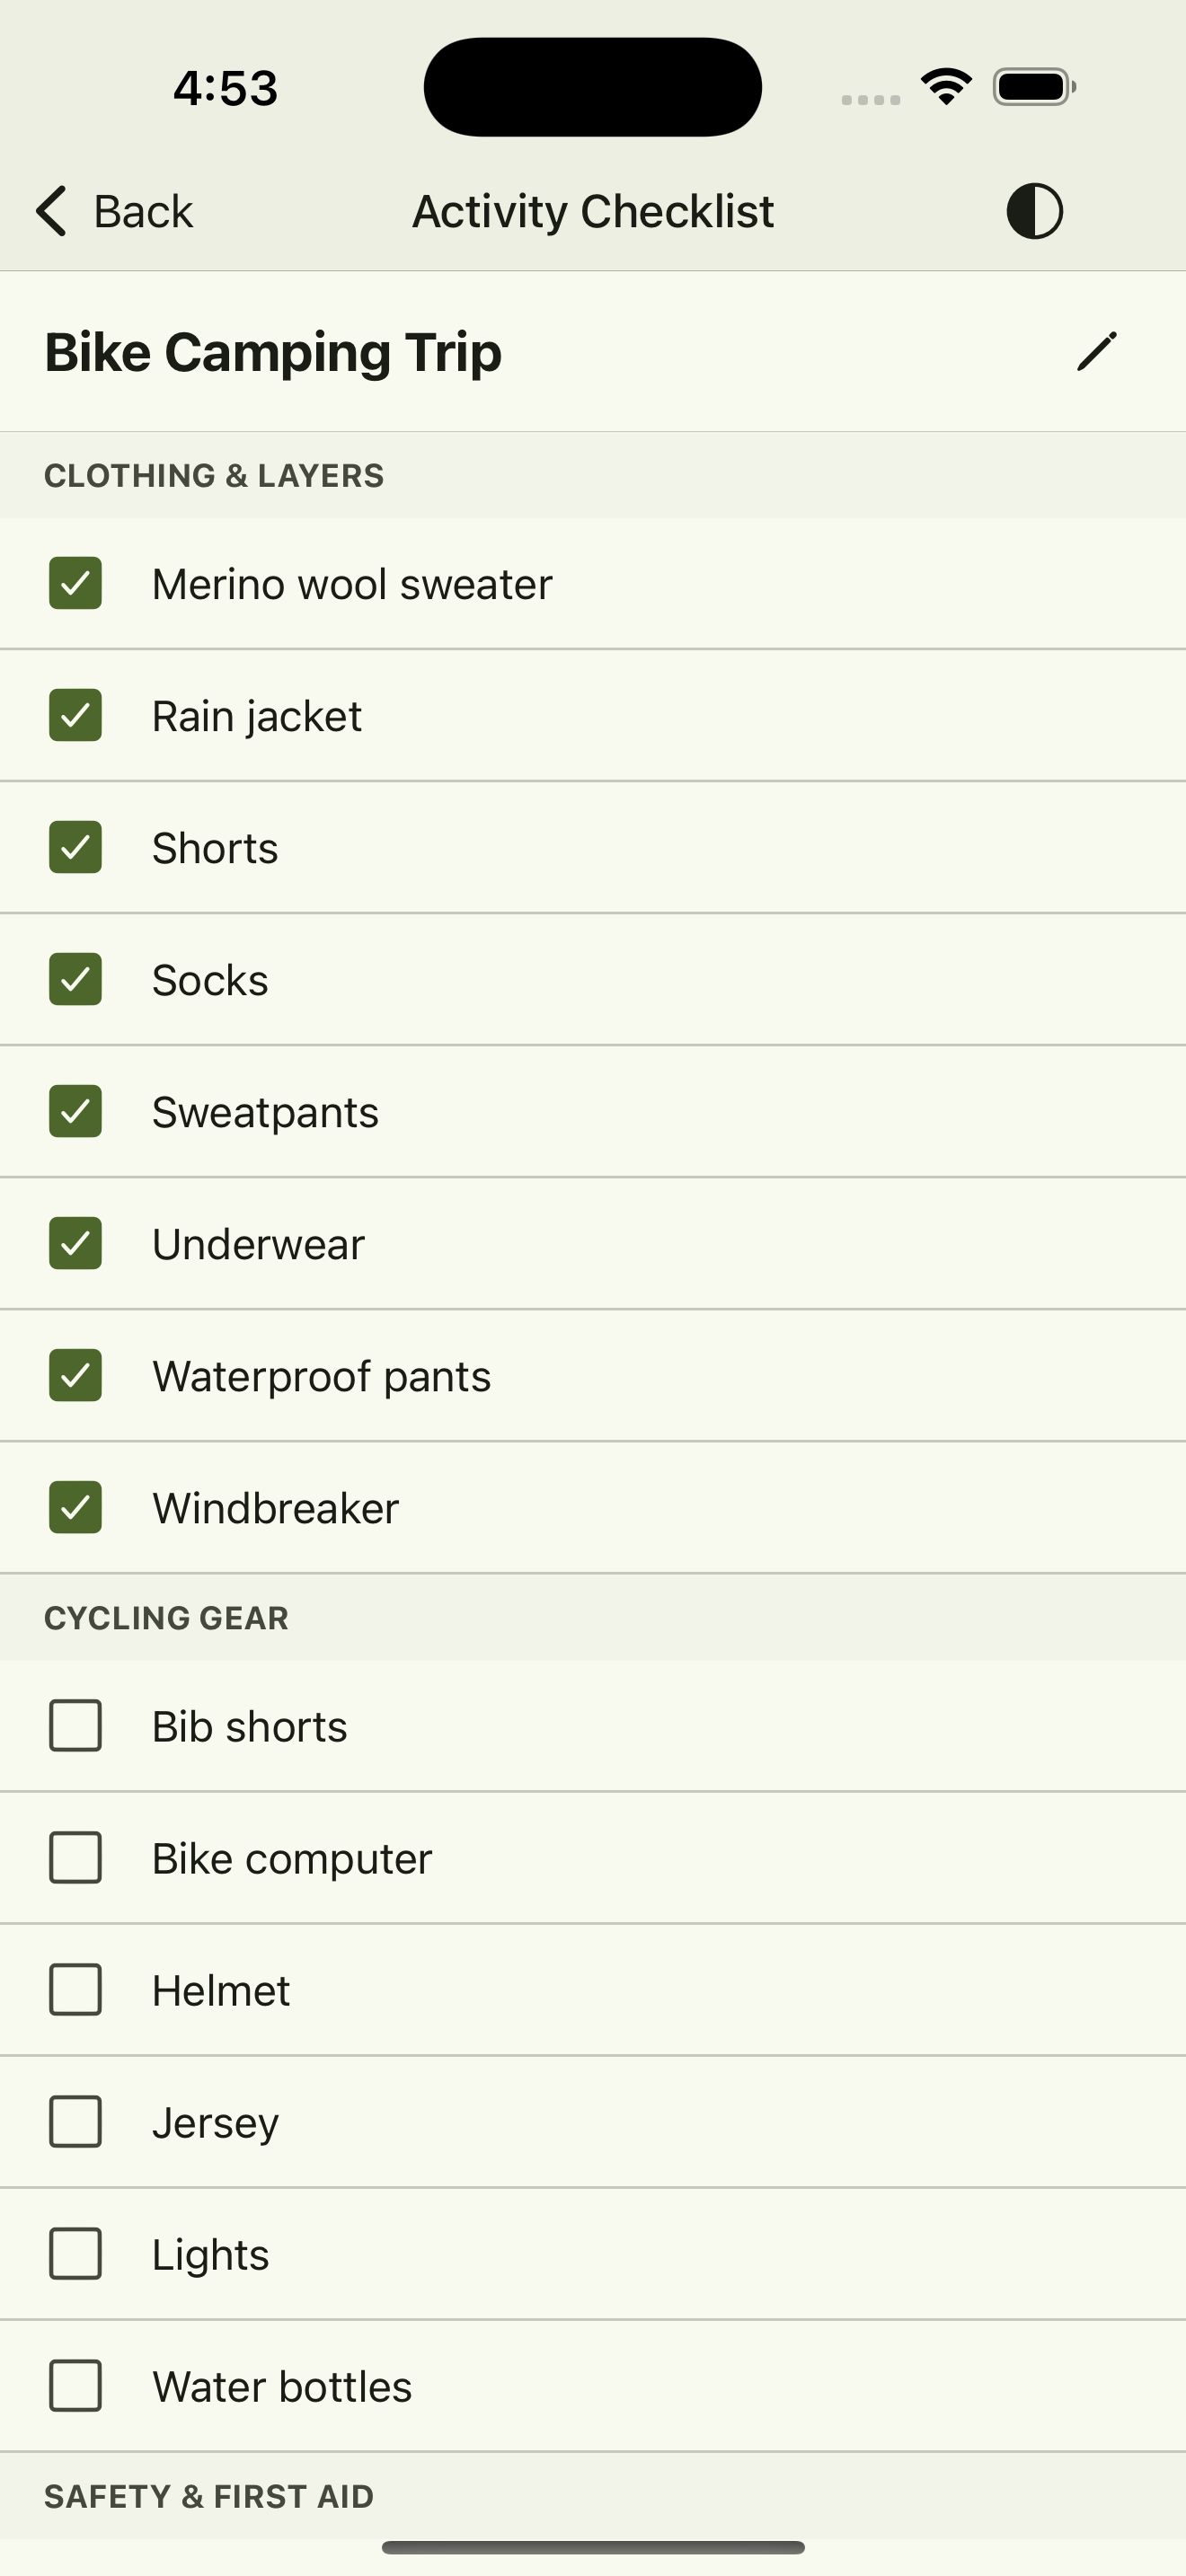 4:53
Back
Activity Checklist
Bike Camping Trip
CLOTHING & LAYERS
Merino wool sweater
Rain jacket
Shorts
Socks
Sweatpants
Underwear
Waterproof pants
Windbreaker
CYCLING GEAR
Bib shorts
Bike computer
Helmet
Jersey
Lights
Water bottles
SAFETY & FIRST AID